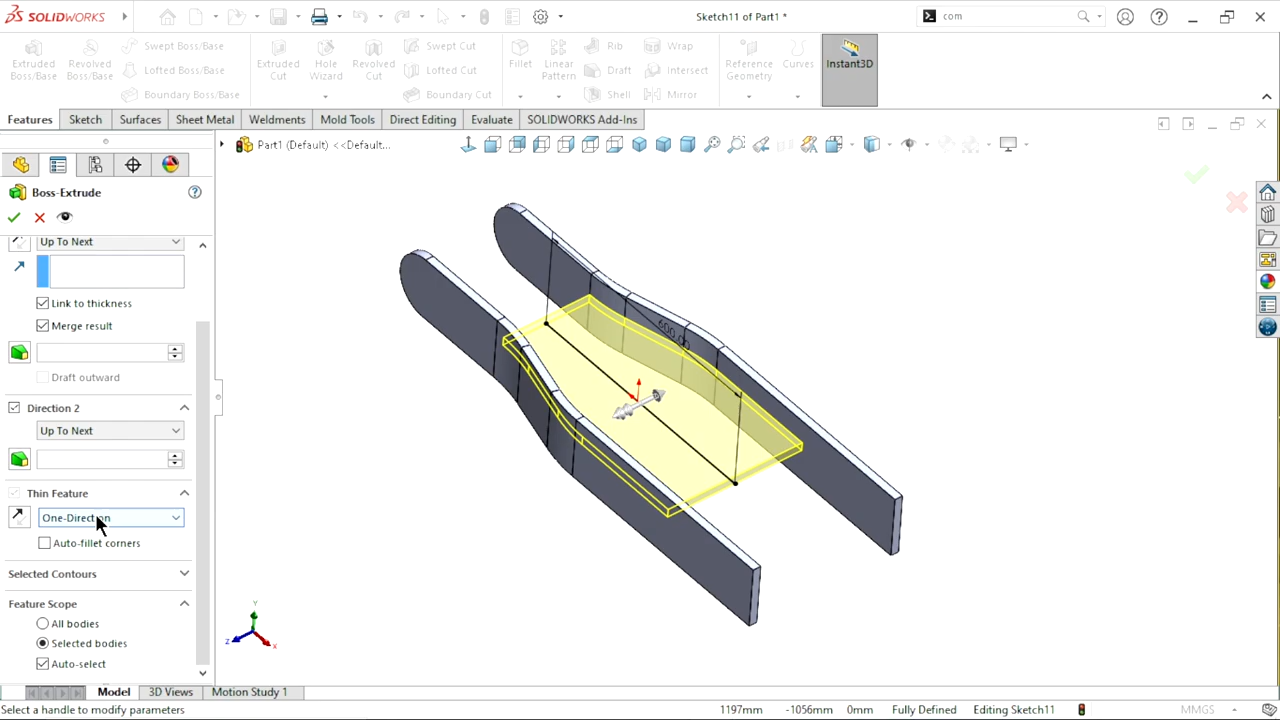 SOLIDWORKS
Sketch11 of Part1 *
com
Extruded Boss/Base
Revolved Boss/Base
Swept Boss/Base
Lofted Boss/Base
Boundary Boss/Base
Extruded Cut
Hole Wizard
Revolved Cut
Swept Cut
Lofted Cut
Boundary Cut
Fillet
Linear Pattern
Rib
Draft
Shell
Wrap
Intersect
Mirror
Reference Geometry
Curves
Instant3D
Features
Sketch
Surfaces
Sheet Metal
Weldments
Mold Tools
Direct Editing
Evaluate
SOLIDWORKS Add-Ins
Part1 (Default) <<Default...
Boss-Extrude
Up To Next
Link to thickness
Merge result
Draft outward
Direction 2
Up To Next
Thin Feature
One-Direction
Auto-fillet corners
Selected Contours
Feature Scope
All bodies
Selected bodies
Auto-select
600.00
Y
Z
X
Model
3D Views
Motion Study 1
Select a handle to modify parameters
1197mm
-1056mm
0mm
Fully Defined
Editing Sketch11
MMGS